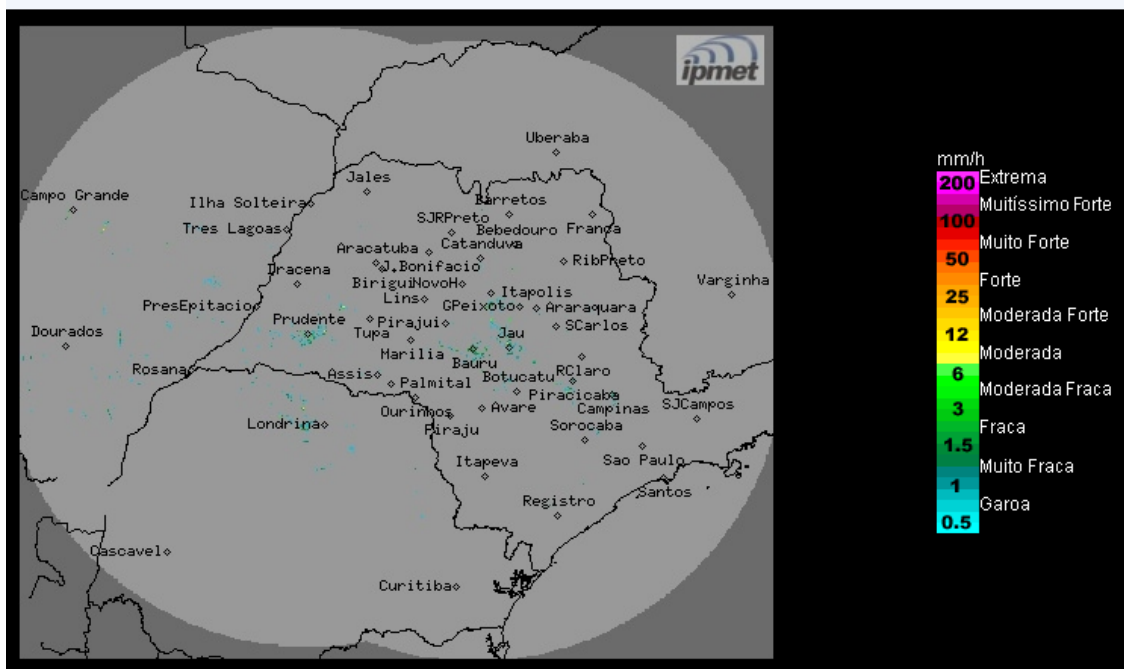 ipmet
Uberaba
Jales
Campo Grande
Ilha Solteira
Barretos
SJRPreto
Tres Lagoas
Bebedouro
Franca
Catanduva
Aracatuba
J.Bonifacio
RibPreto
Dracena
Varginha
Birigui
NovoH
Itapolis
Lins
PresEpitacio
GPeixoto
Araraquara
Prudente
Pirajui
SCarlos
Dourados
Tupa
Jau
Marilia
Bauru
Rosana
Assis
RClaro
Palmital
Botucatu
Piracicaba
Ourinhos
Avare
Campinas
SJCampos
Londrina
Piraju
Sorocaba
Itapeva
Sao Paulo
Santos
Registro
Cascavel
Curitiba
mm/h
200 Extrema
Muitíssimo Forte
100
Muito Forte
50
Forte
25
Moderada Forte
12
Moderada
6
Moderada Fraca
3
Fraca
1.5
Muito Fraca
1
Garoa
0.5